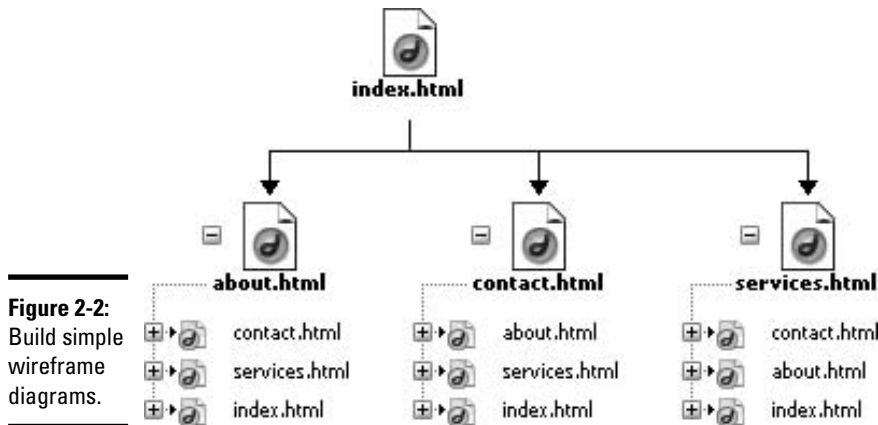 index.html
about.html
contact.html
services.html
Figure 2-2:
Build simple
wireframe
diagrams.
contact.html
services.html
index.html
about.html
services.html
index.html
contact.html
about.html
index.html